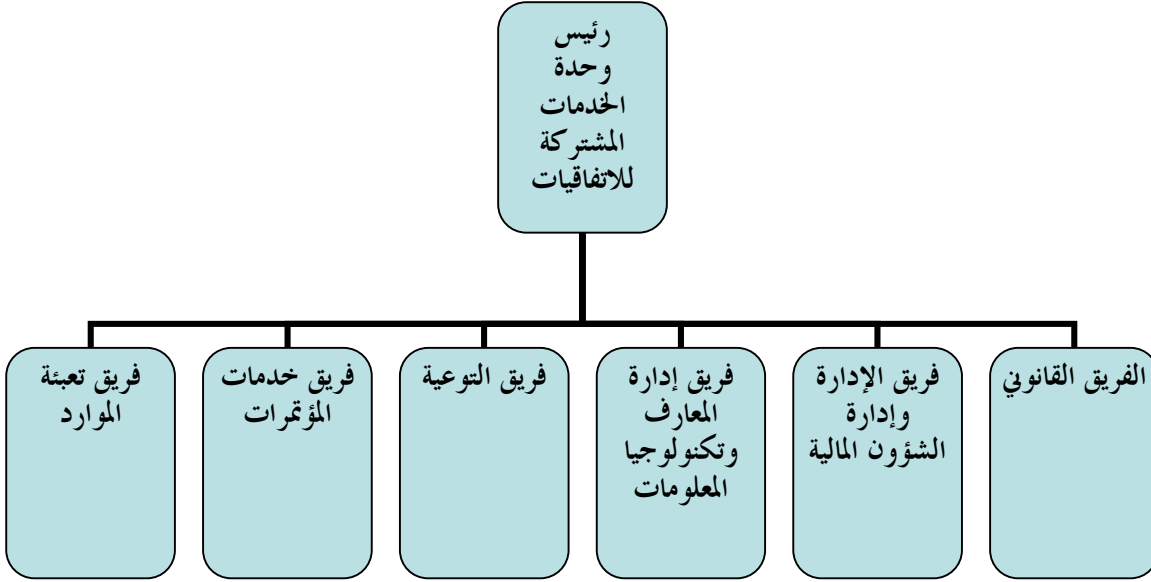 رئيس
وحدة
الخدمات
المشتركة
للاتفاقيات
الفريق القانوني
فريق الإدارة
وإدارة
الشؤون المالية
فريق إدارة
المعارف
وتكنولوجيا
المعلومات
فريق التوعية
فريق خدمات
المؤتمرات
فريق تعبئة
الموارد